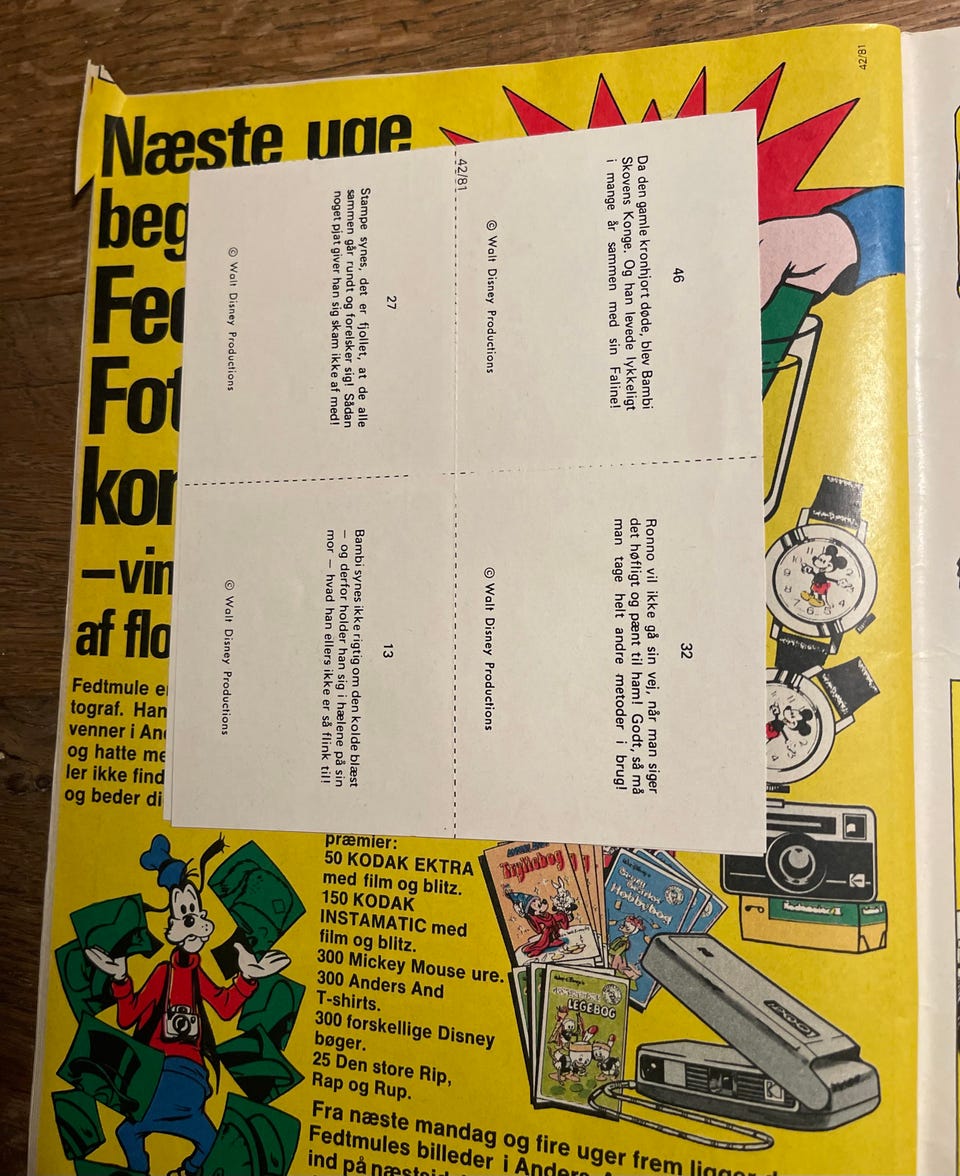 42/81
Næste uge
beg
Fot
kon
– vin
af flo
Fedtmule e
tograf. Han
venner i An
og hatte me
ler ikke find
og beder di
42/81
46
Da den gamle kronhjort døde, blev Bambi
Skovens Konge. Og han levede lykkeligt
i mange år sammen med sin Faline!
© Walt Disney Productions
32
Ronno vil ikke gå sin vej, når man siger
det høfligt og pænt til ham! Godt, så må
man tage helt andre metoder i brug!
© Walt Disney Productions
27
Stampe synes, det er fjollet, at de alle
sammen går rundt og forelsker sig! Sådan
noget pjat giver han sig skam ikke af med!
© Walt Disney Productions
13
Bambi synes ikke rigtig om den kolde blæst
– og derfor holder han sig i hælene på sin
mor – hvad han ellers ikke er så flink til!
© Walt Disney Productions
præmier:
50 KODAK EKTRA
med film og blitz.
150 KODAK
INSTAMATIC med
film og blitz.
300 Mickey Mouse ure.
300 Anders And
T-shirts.
300 forskellige Disney
bøger.
25 Den store Rip,
Rap og Rup.
Fra næste mandag og fire uger frem ligger
Fedtmules billeder i Anders
ind på
Tryllebog
Hobbybog
LEGEBOG